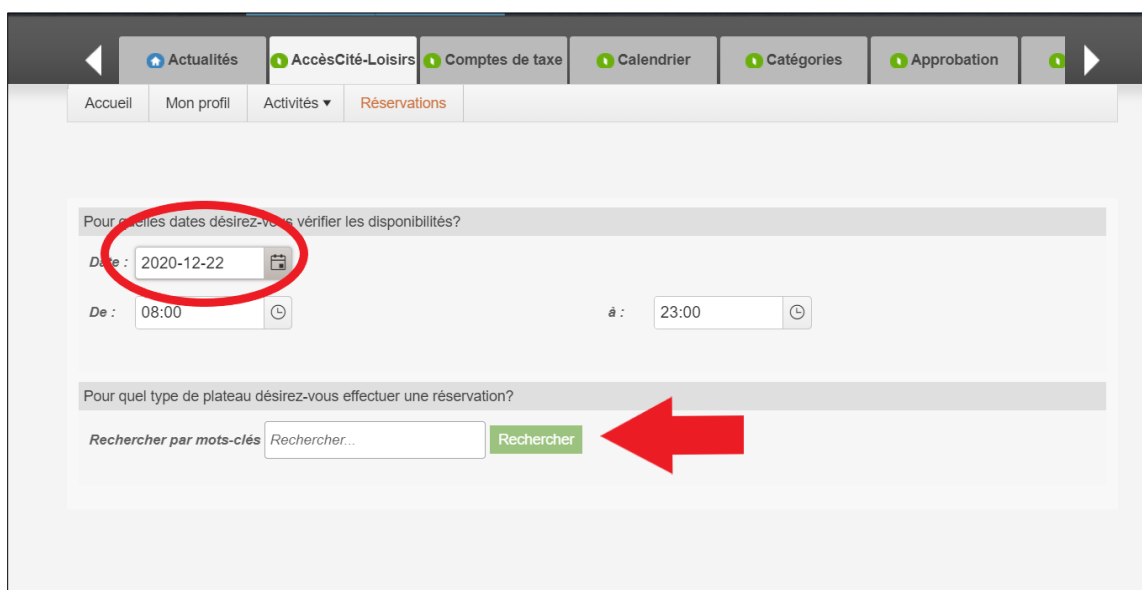 Actualités AccèsCité-Loisirs Comptes de taxe Calendrier Catégories Approbation
Accueil Mon profil Activités ▾ Réservations
Pour quelles dates désirez-vous vérifier les disponibilités?
Date : 2020-12-22
De : 08:00 à : 23:00
Pour quel type de plateau désirez-vous effectuer une réservation?
Rechercher par mots-clés Rechercher... Rechercher